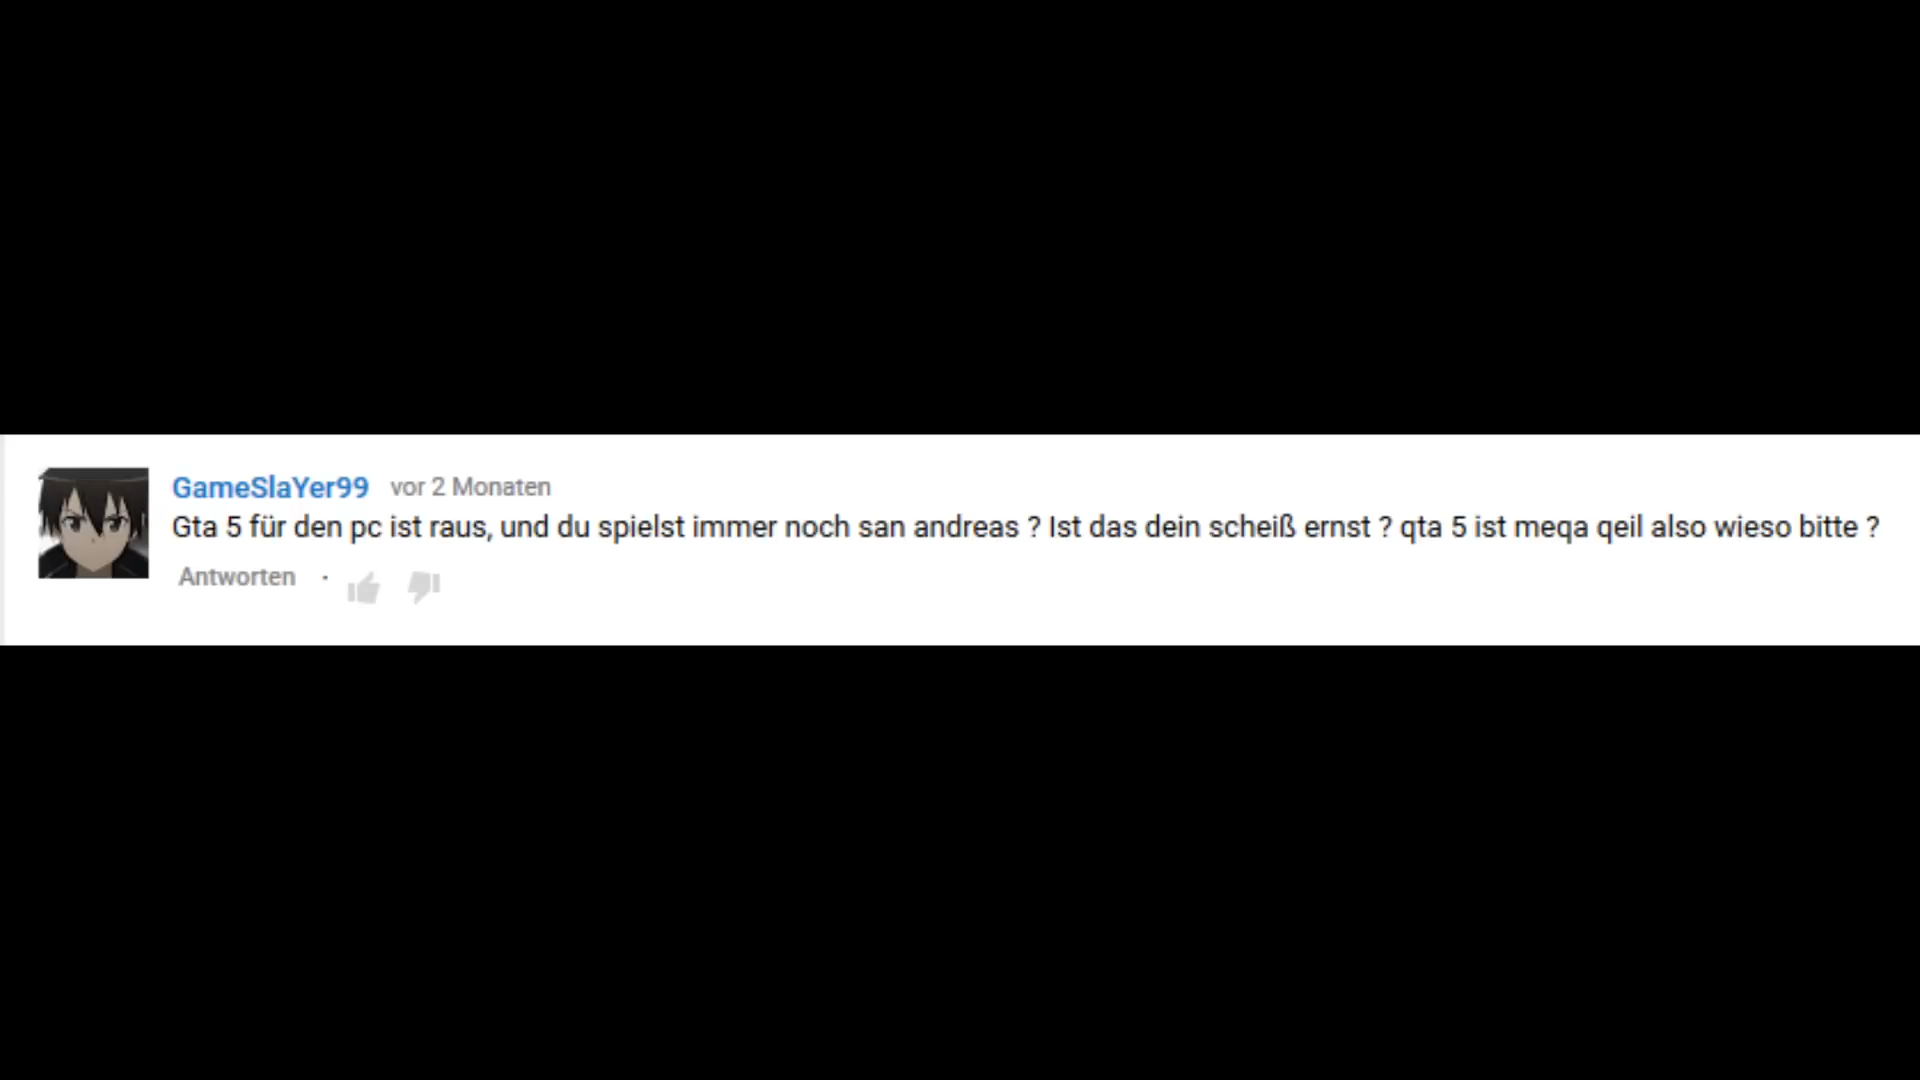 GameSlaYer99 vor 2 Monaten
Gta 5 für den pc ist raus, und du spielst immer noch san andreas ? Ist das dein scheiß ernst ? qta 5 ist meqa qeil also wieso bitte ?
Antworten ·